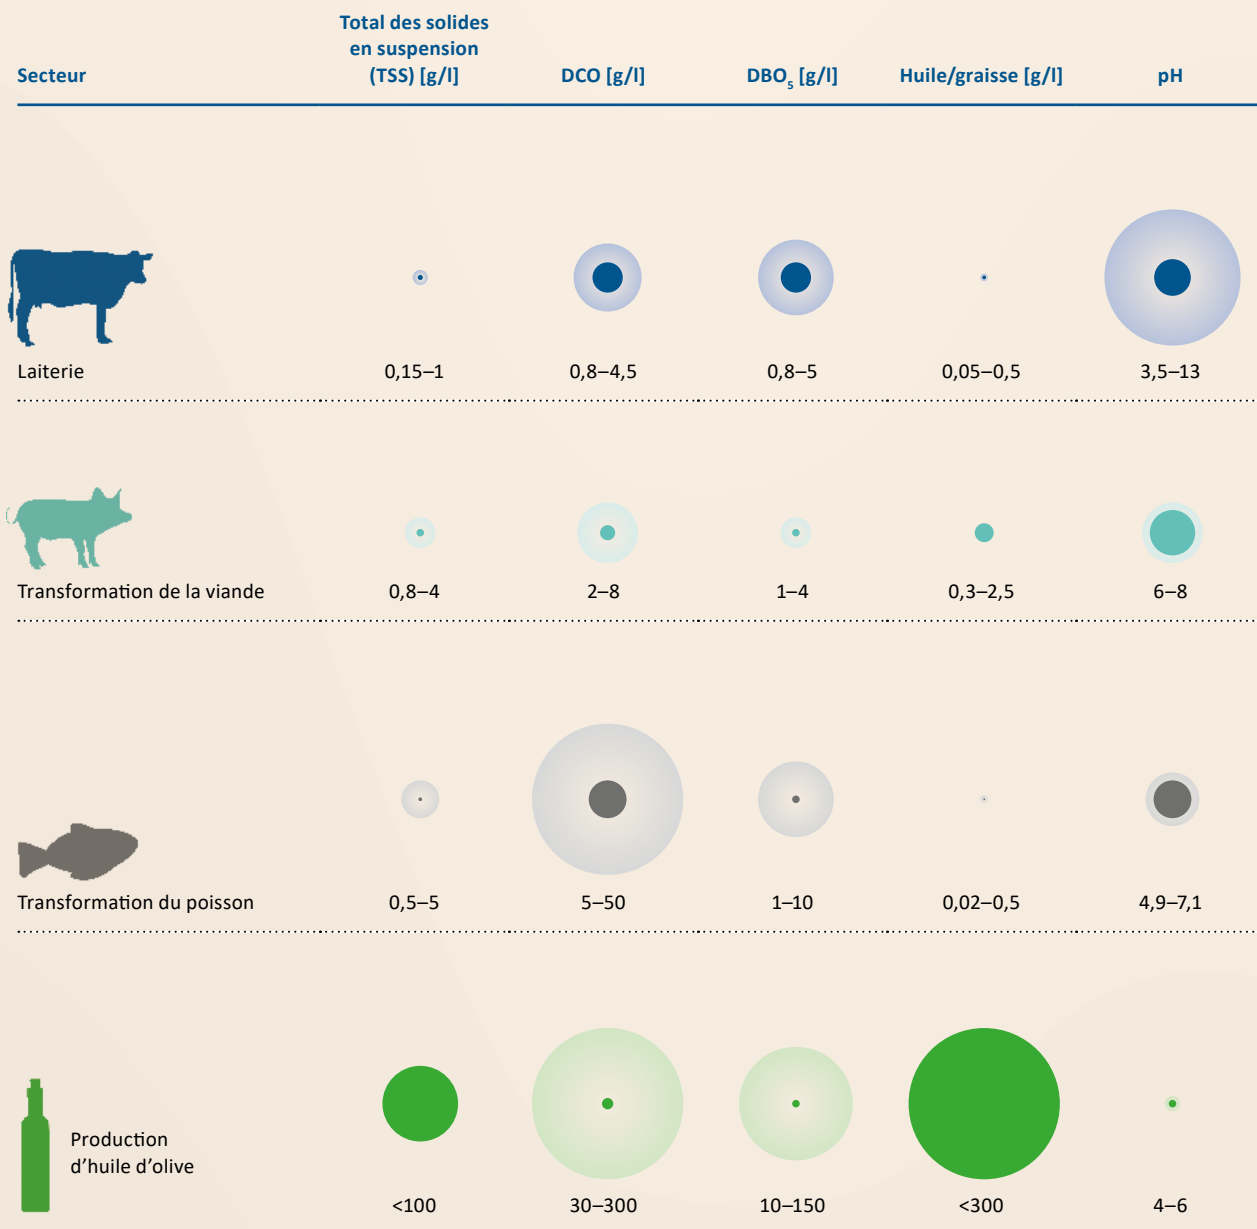 Total des solides
en suspension
Secteur (TSS) [g/l] DCO [g/l] DBO₅ [g/l] Huile/graisse [g/l] pH
Laiterie 0,15–1 0,8–4,5 0,8–5 0,05–0,5 3,5–13
Transformation de la viande 0,8–4 2–8 1–4 0,3–2,5 6–8
Transformation du poisson 0,5–5 5–50 1–10 0,02–0,5 4,9–7,1
Production
d’huile d’olive
<100 30–300 10–150 <300 4–6